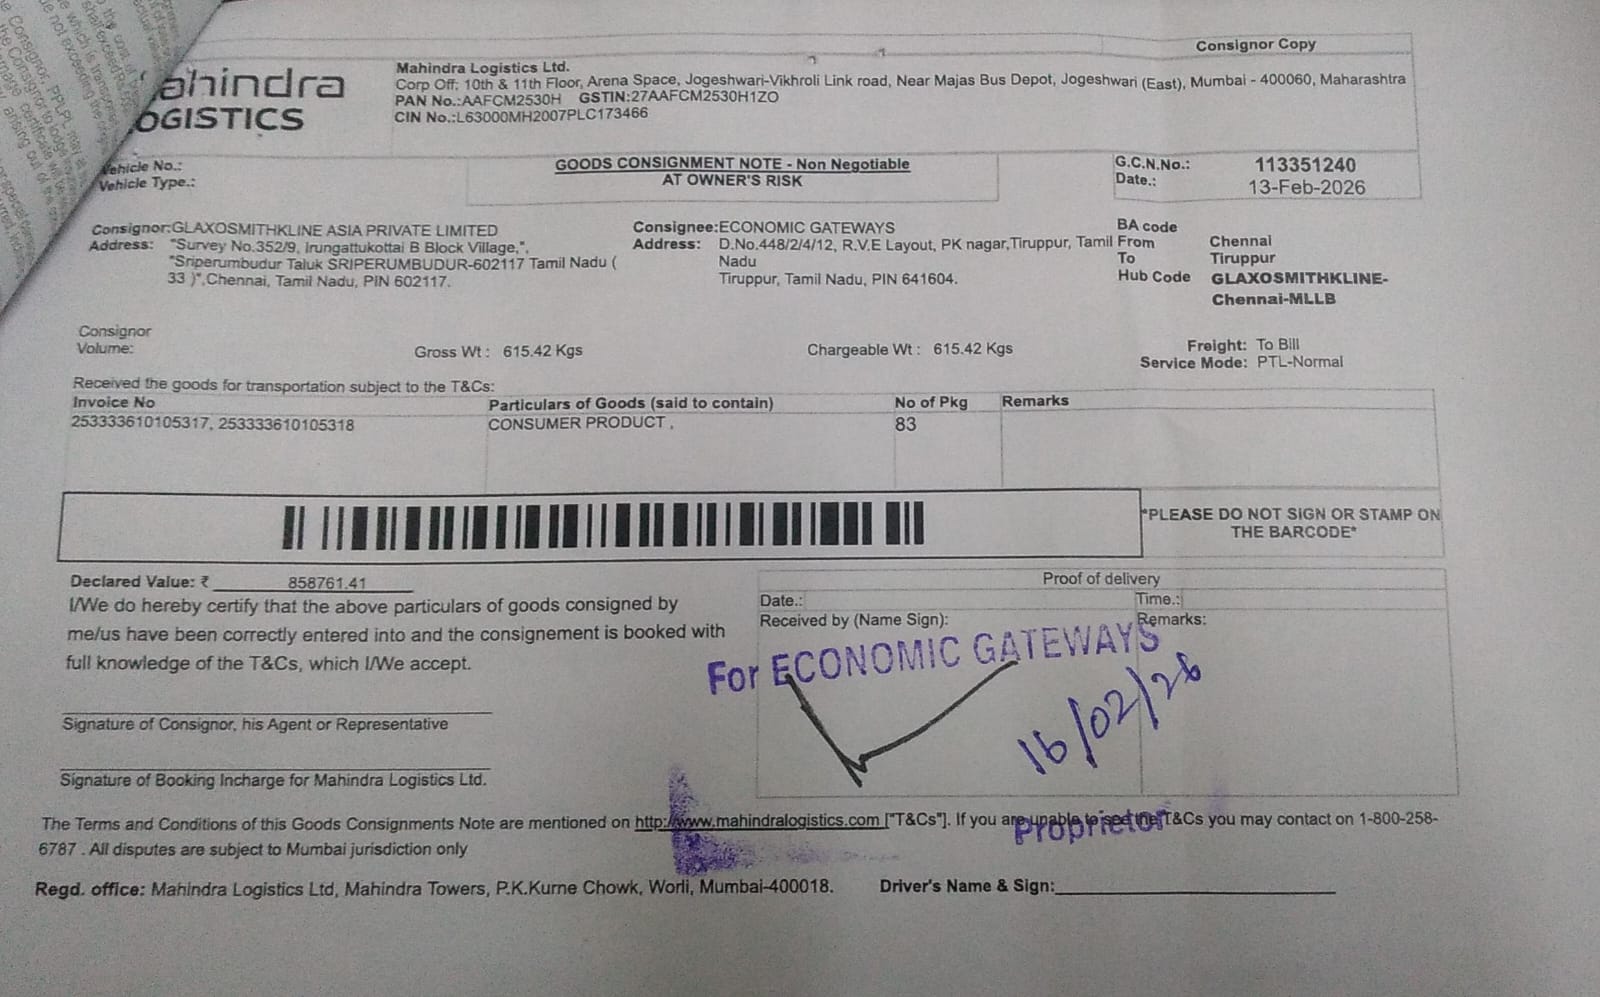 Consignor Copy
ahindra
OGISTICS
Mahindra Logistics Ltd.
Corp Off: 10th & 11th Floor, Arena Space, Jogeshwari-Vikhroli Link road, Near Majas Bus Depot, Jogeshwari (East), Mumbai - 400060, Maharashtra
PAN No.:AAFCM2530H GSTIN:27AAFCM2530H1ZO
CIN No.:L63000MH2007PLC173466
Vehicle No.:
Vehicle Type.:
GOODS CONSIGNMENT NOTE - Non Negotiable
AT OWNER'S RISK
G.C.N.No.: 113351240
Date.: 13-Feb-2026
Consignor:GLAXOSMITHKLINE ASIA PRIVATE LIMITED
Address: "Survey No.352/9, Irungattukottai B Block Village,",
"Sriperumbudur Taluk SRIPERUMBUDUR-602117 Tamil Nadu (
33 )",Chennai, Tamil Nadu, PIN 602117.
Consignee:ECONOMIC GATEWAYS
Address: D.No.448/2/4/12, R.V.E Layout, PK nagar,Tiruppur, Tamil
Nadu
Tiruppur, Tamil Nadu, PIN 641604.
BA code
From Chennai
To Tiruppur
Hub Code GLAXOSMITHKLINE-
Chennai-MLLB
Consignor
Volume:
Gross Wt : 615.42 Kgs
Chargeable Wt : 615.42 Kgs
Freight: To Bill
Service Mode: PTL-Normal
Received the goods for transportation subject to the T&Cs:
Invoice No Particulars of Goods (said to contain) No of Pkg Remarks
253333610105317, 253333610105318 CONSUMER PRODUCT , 83
*PLEASE DO NOT SIGN OR STAMP ON
THE BARCODE*
Declared Value: ₹ 858761.41
I/We do hereby certify that the above particulars of goods consigned by
me/us have been correctly entered into and the consignement is booked with
full knowledge of the T&Cs, which I/We accept.
Signature of Consignor, his Agent or Representative
Signature of Booking Incharge for Mahindra Logistics Ltd.
Proof of delivery
Date.: Time.:
Received by (Name Sign): Remarks:
For ECONOMIC GATEWAYS
16/02/26
Proprietor
The Terms and Conditions of this Goods Consignments Note are mentioned on http://www.mahindralogistics.com ["T&Cs"]. If you are unable to see the T&Cs you may contact on 1-800-258-
6787 . All disputes are subject to Mumbai jurisdiction only
Regd. office: Mahindra Logistics Ltd, Mahindra Towers, P.K.Kurne Chowk, Worli, Mumbai-400018. Driver's Name & Sign: